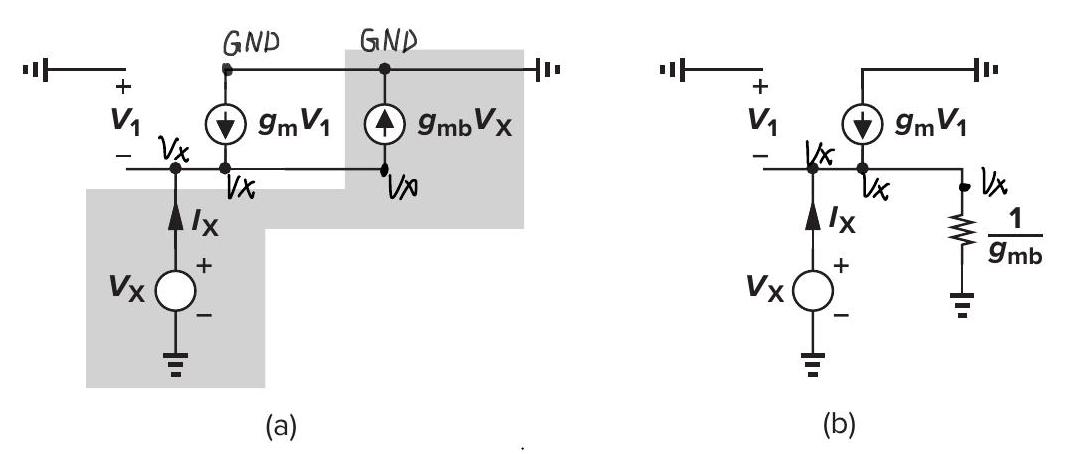 GND GND
+ +
V1 gmV1 gmbVX V1 gmV1
− −
Vx Vx
Vx Vx Vx Vx
IX IX 1
gmb
+ +
VX VX
− −
(a) (b)